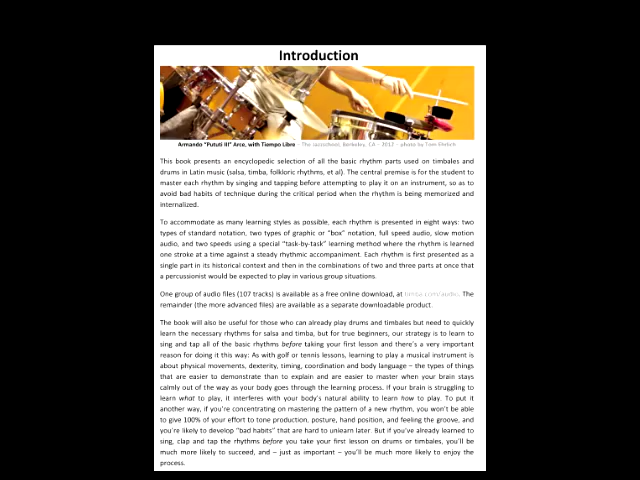 Introduction
Armando "Pututi III" Arce, with Tiempo Libre – The Jazzschool, Berkeley, CA – 2012 – photo by Tom Ehrlich
This book presents an encyclopedic selection of all the basic rhythm parts used on timbales and
drums in Latin music (salsa, timba, folkloric rhythms, et al). The central premise is for the student to
master each rhythm by singing and tapping before attempting to play it on an instrument, so as to
avoid bad habits of technique during the critical period when the rhythm is being memorized and
internalized.
To accommodate as many learning styles as possible, each rhythm is presented in eight ways: two
types of standard notation, two types of graphic or "box" notation, full speed audio, slow motion
audio, and two speeds using a special "task-by-task" learning method where the rhythm is learned
one stroke at a time against a steady rhythmic accompaniment. Each rhythm is first presented as a
single part in its historical context and then in the combinations of two and three parts at once that
a percussionist would be expected to play in various group situations.
One group of audio files (107 tracks) is available as a free online download, at timba.com/audio. The
remainder (the more advanced files) are available as a separate downloadable product.
The book will also be useful for those who can already play drums and timbales but need to quickly
learn the necessary rhythms for salsa and timba, but for true beginners, our strategy is to learn to
sing and tap all of the basic rhythms before taking your first lesson and there's a very important
reason for doing it this way: As with golf or tennis lessons, learning to play a musical instrument is
about physical movements, dexterity, timing, coordination and body language – the types of things
that are easier to demonstrate than to explain and are easier to master when your brain stays
calmly out of the way as your body goes through the learning process. If your brain is struggling to
learn what to play, it interferes with your body's natural ability to learn how to play. To put it
another way, if you're concentrating on mastering the pattern of a new rhythm, you won't be able
to give 100% of your effort to tone production, posture, hand position, and feeling the groove, and
you're likely to develop "bad habits" that are hard to unlearn later. But if you've already learned to
sing, clap and tap the rhythms before you take your first lesson on drums or timbales, you'll be
much more likely to succeed, and – just as important – you'll be much more likely to enjoy the
process.